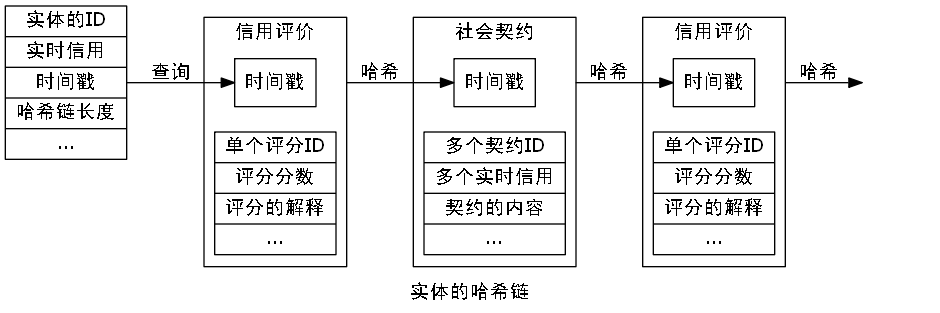 实体的ID
实时信用
时间戳
哈希链长度
...
查询
信用评价
时间戳
单个评分ID
评分分数
评分的解释
...
哈希
社会契约
时间戳
多个契约ID
多个实时信用
契约的内容
...
哈希
信用评价
时间戳
单个评分ID
评分分数
评分的解释
...
哈希
实体的哈希链